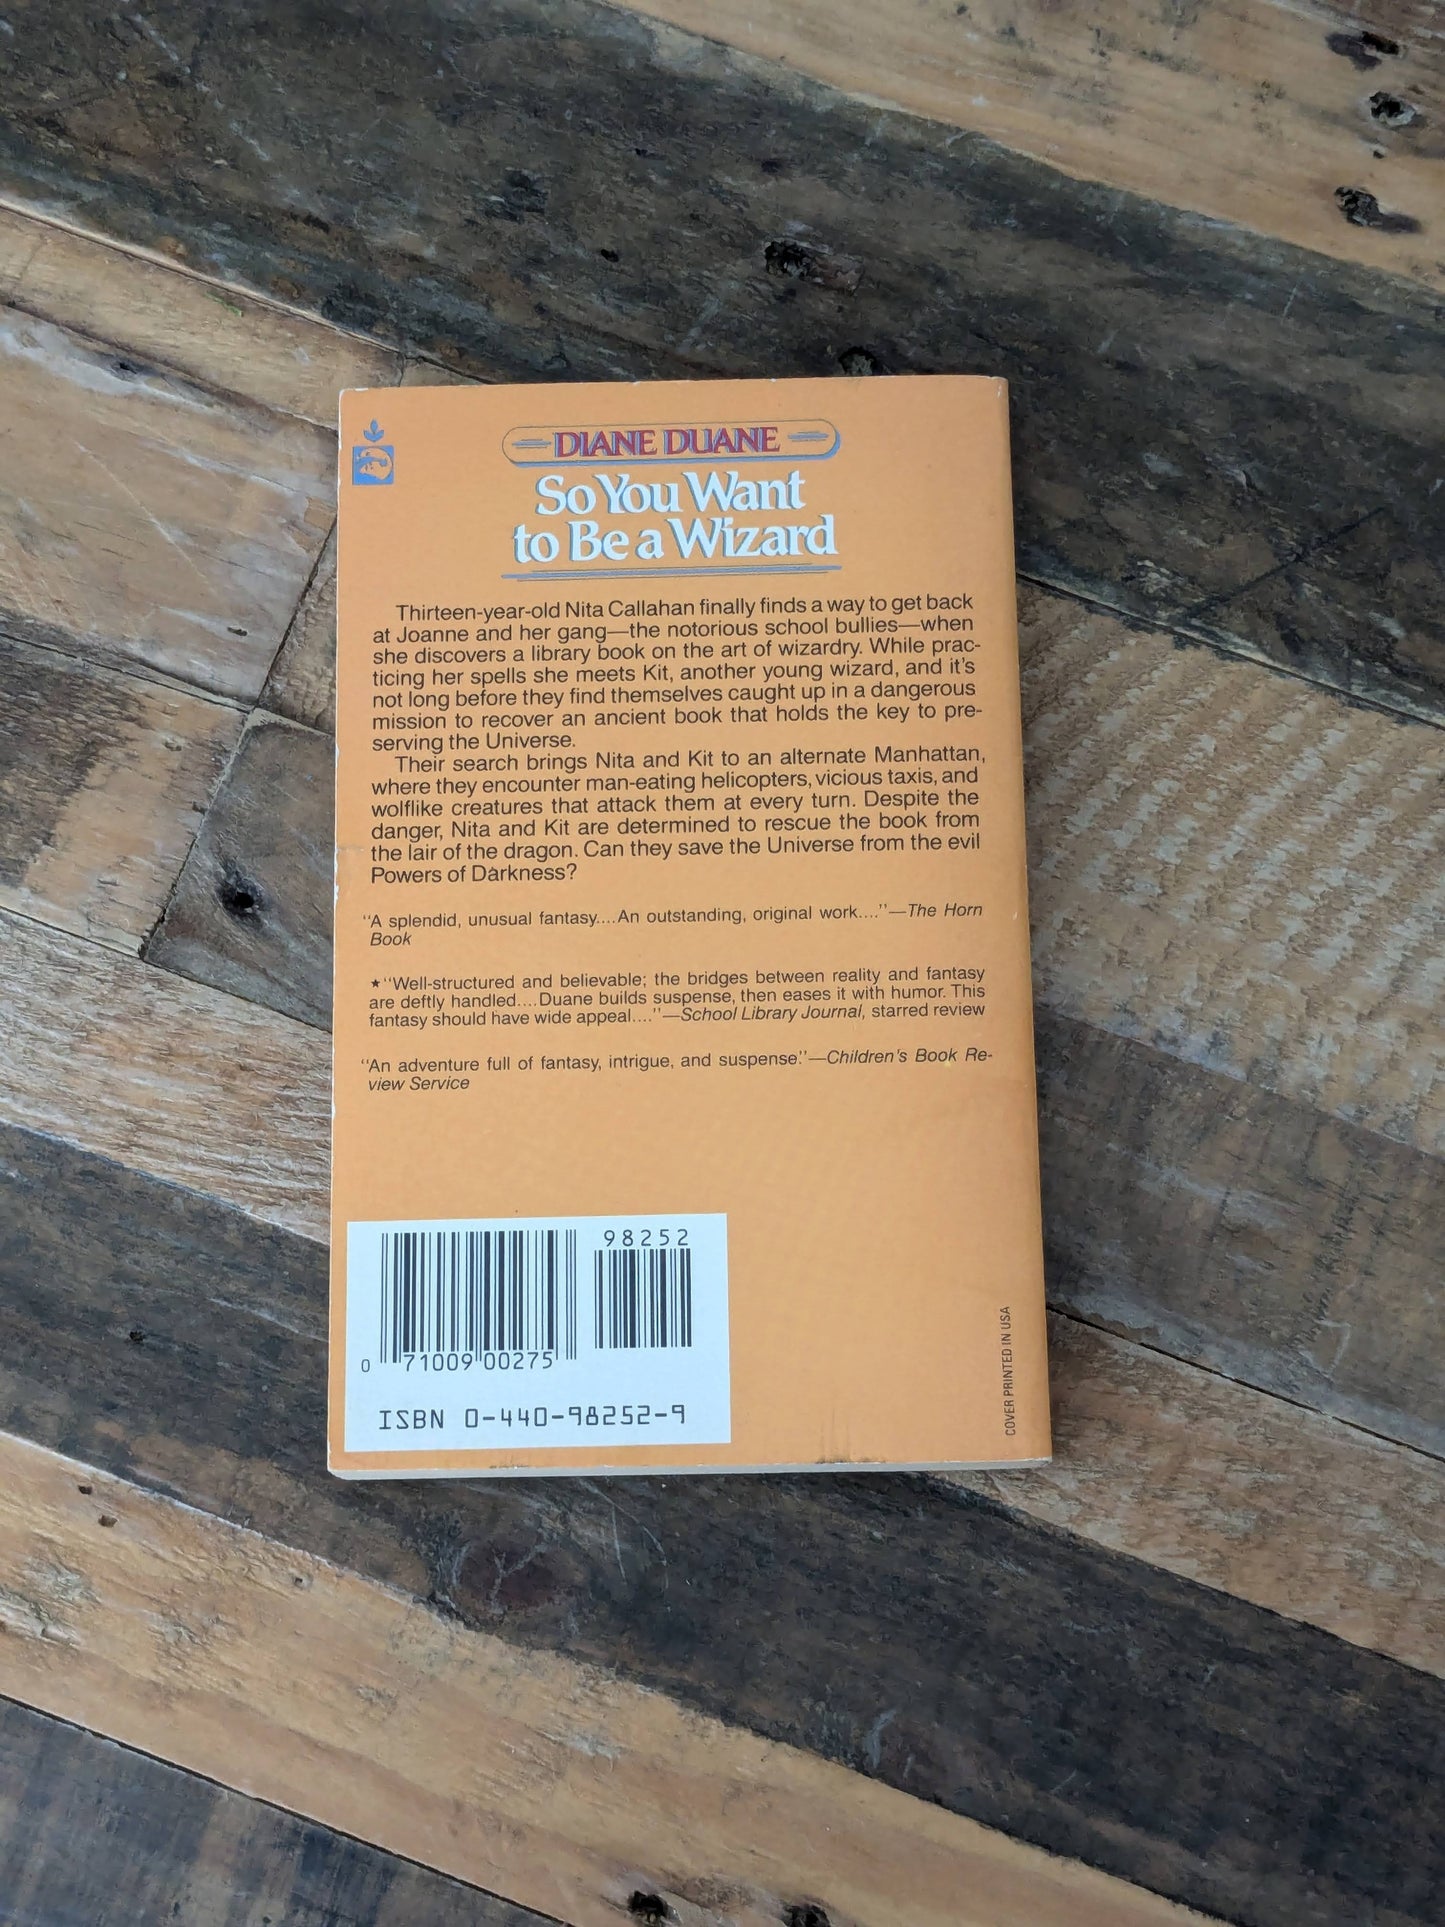 DIANE DUANE
So You Want
to Be a Wizard
Thirteen-year-old Nita Callahan finally finds a way to get back
at Joanne and her gang—the notorious school bullies—when
she discovers a library book on the art of wizardry. While prac-
ticing her spells she meets Kit, another young wizard, and it's
not long before they find themselves caught up in a dangerous
mission to recover an ancient book that holds the key to pre-
serving the Universe.
Their search brings Nita and Kit to an alternate Manhattan,
where they encounter man-eating helicopters, vicious taxis, and
wolflike creatures that attack them at every turn. Despite the
danger, Nita and Kit are determined to rescue the book from
the lair of the dragon. Can they save the Universe from the evil
Powers of Darkness?
"A splendid, unusual fantasy....An outstanding, original work...."—The Horn
Book
★"Well-structured and believable; the bridges between reality and fantasy
are deftly handled....Duane builds suspense, then eases it with humor. This
fantasy should have wide appeal...."—School Library Journal, starred review
"An adventure full of fantasy, intrigue, and suspense."—Children's Book Re-
view Service
98252
0 71009 00275
ISBN 0-440-98252-9
COVER PRINTED IN USA